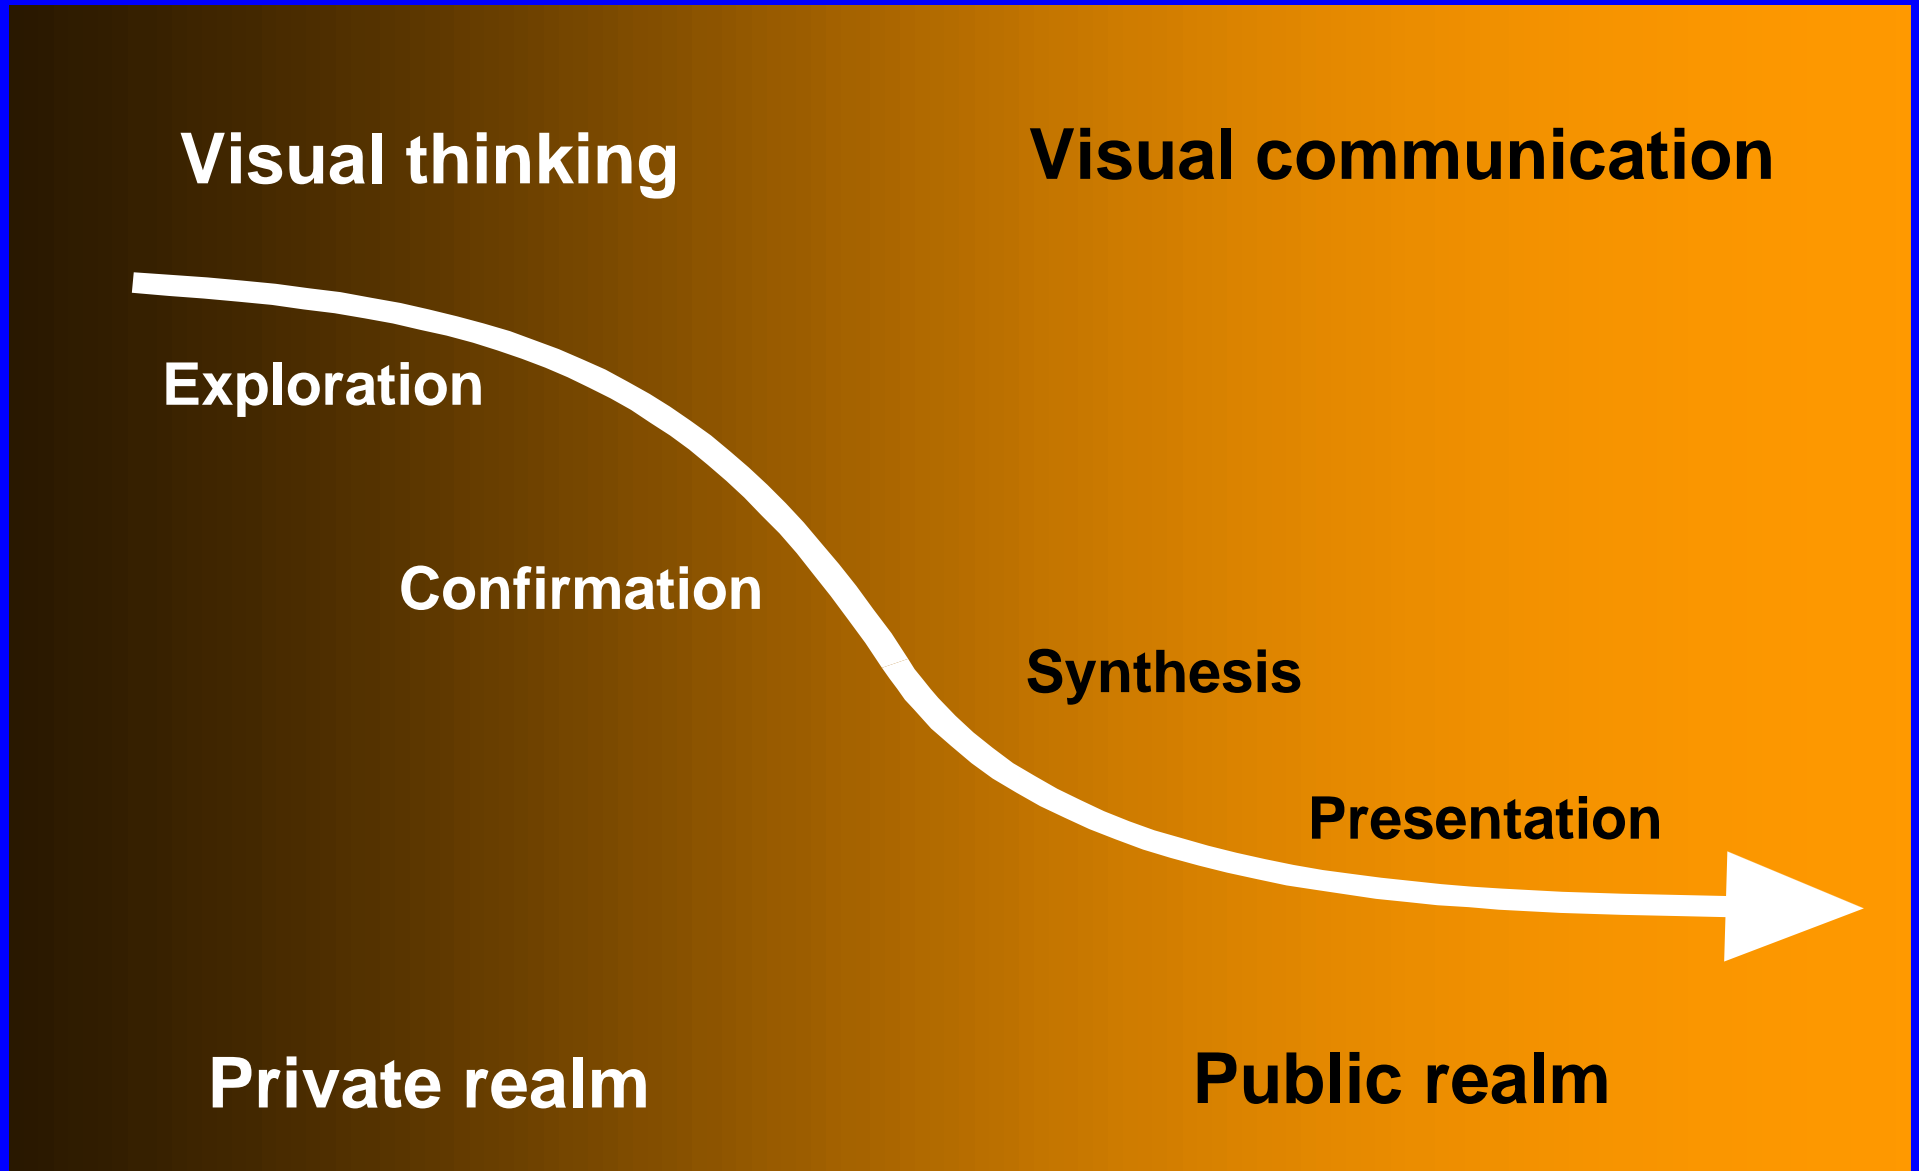 Visual thinking
Visual communication
Exploration
Confirmation
Synthesis
Presentation
Private realm
Public realm